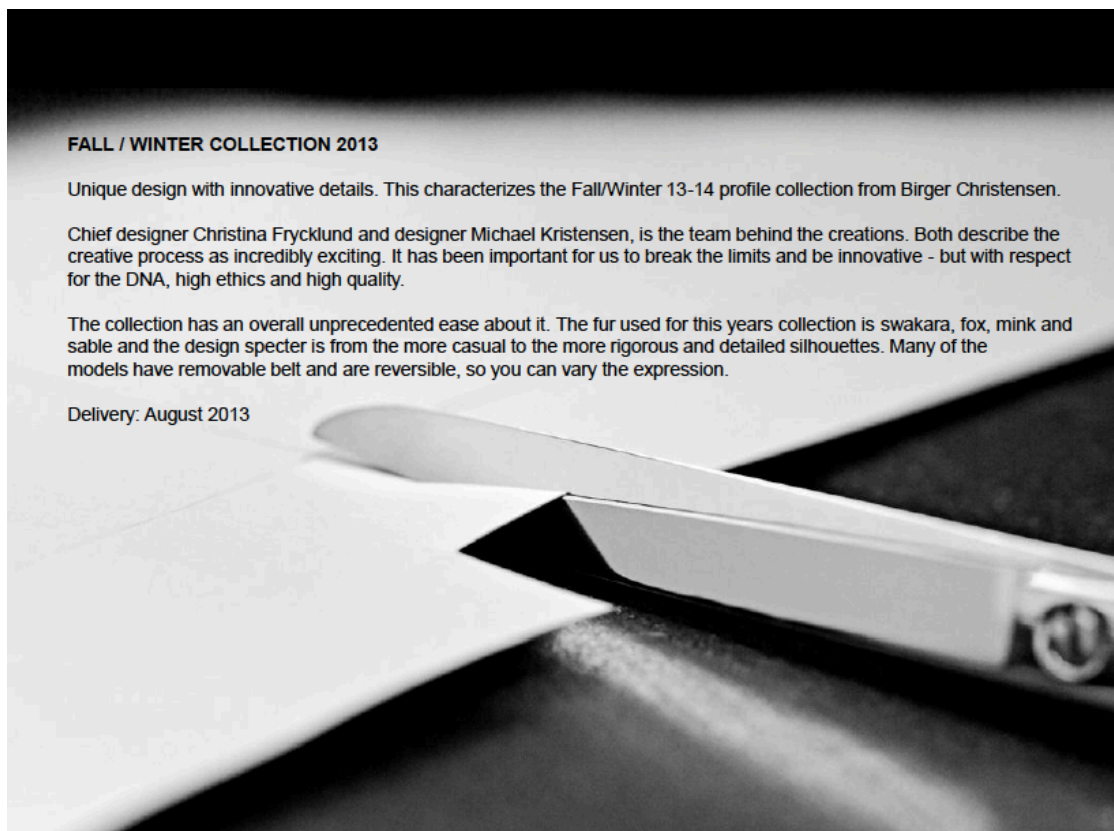 FALL / WINTER COLLECTION 2013
Unique design with innovative details. This characterizes the Fall/Winter 13-14 profile collection from Birger Christensen.
Chief designer Christina Frycklund and designer Michael Kristensen, is the team behind the creations. Both describe the
creative process as incredibly exciting. It has been important for us to break the limits and be innovative - but with respect
for the DNA, high ethics and high quality.
The collection has an overall unprecedented ease about it. The fur used for this years collection is swakara, fox, mink and
sable and the design specter is from the more casual to the more rigorous and detailed silhouettes. Many of the
models have removable belt and are reversible, so you can vary the expression.
Delivery: August 2013